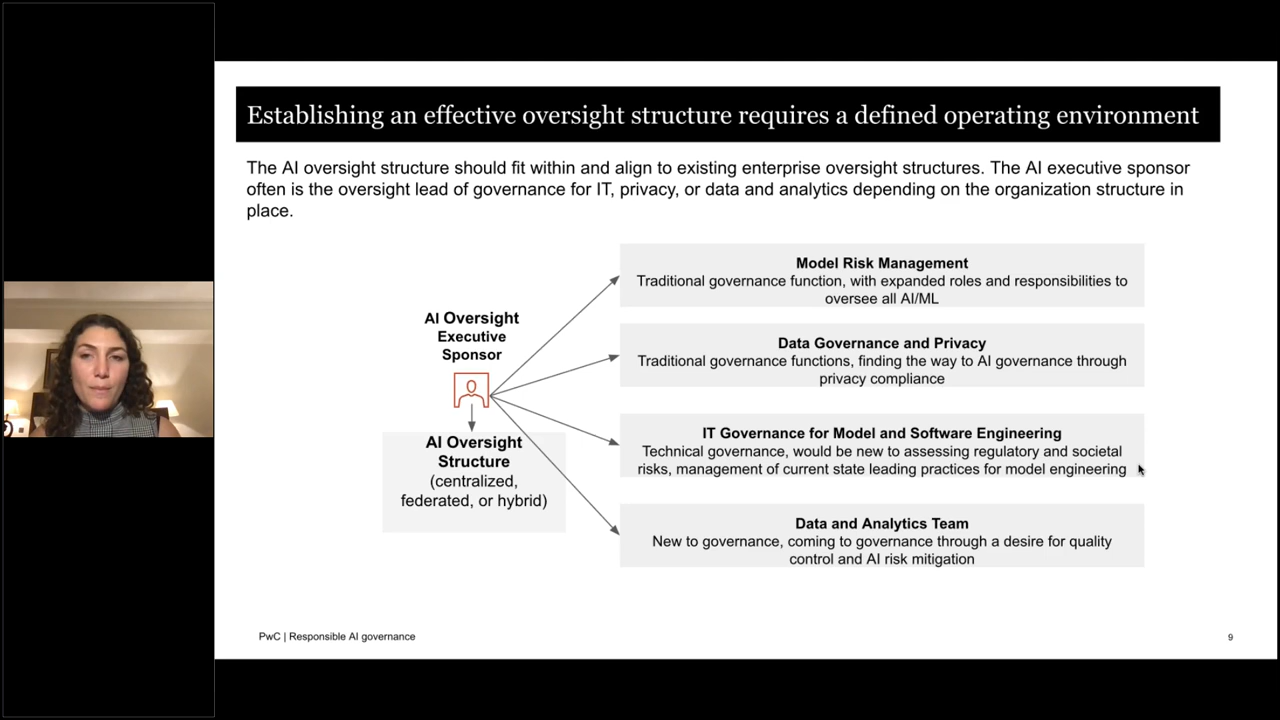 Establishing an effective oversight structure requires a defined operating environment
The AI oversight structure should fit within and align to existing enterprise oversight structures. The AI executive sponsor
often is the oversight lead of governance for IT, privacy, or data and analytics depending on the organization structure in
place.
AI Oversight
Executive
Sponsor
AI Oversight
Structure
(centralized,
federated, or hybrid)
Model Risk Management
Traditional governance function, with expanded roles and responsibilities to
oversee all AI/ML
Data Governance and Privacy
Traditional governance functions, finding the way to AI governance through
privacy compliance
IT Governance for Model and Software Engineering
Technical governance, would be new to assessing regulatory and societal
risks, management of current state leading practices for model engineering
Data and Analytics Team
New to governance, coming to governance through a desire for quality
control and AI risk mitigation
PwC | Responsible AI governance
9